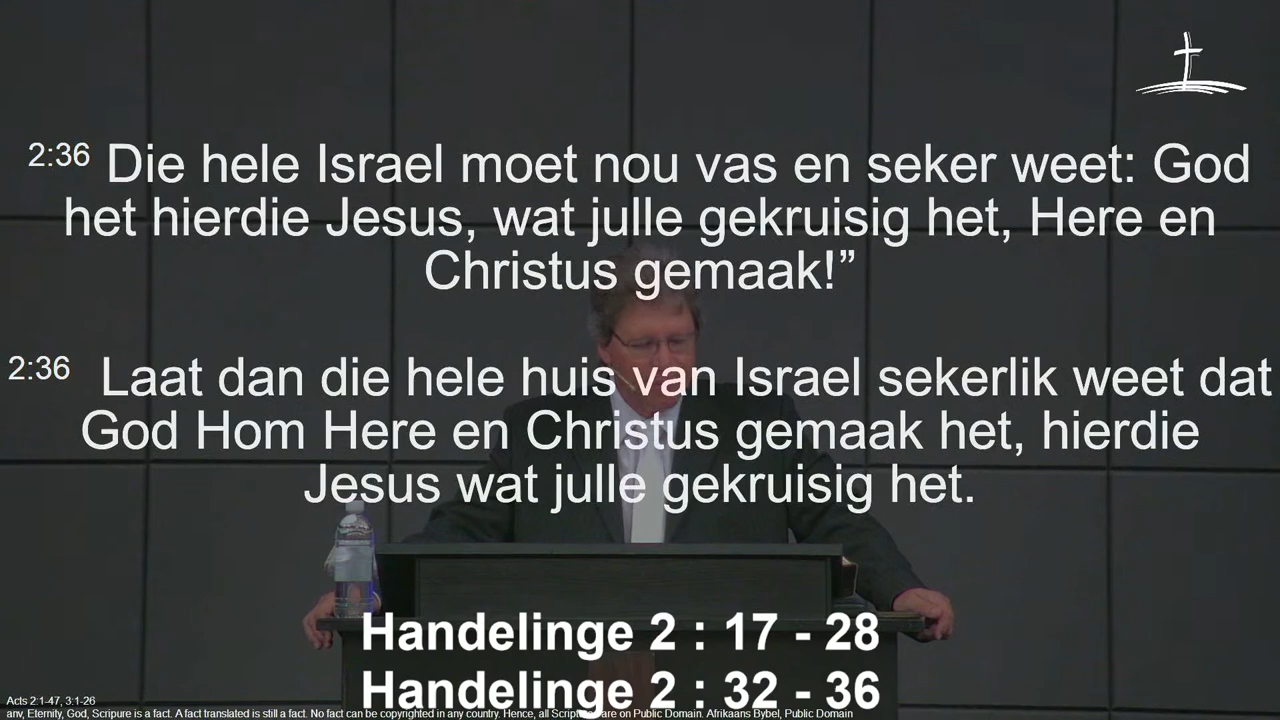 2:36 Die hele Israel moet nou vas en seker weet: God
het hierdie Jesus, wat julle gekruisig het, Here en
Christus gemaak!”
2:36 Laat dan die hele huis van Israel sekerlik weet dat
God Hom Here en Christus gemaak het, hierdie
Jesus wat julle gekruisig het.
Handelinge 2 : 17 - 28
Handelinge 2 : 32 - 36
Acts 2:1-47, 3:1-26
Eternity, God, Scripure is a fact. A fact translated is still a fact. No fact can be copyrighted in any country. Hence, all are on Public Domain. Afrikaans Bybel, Public Domain